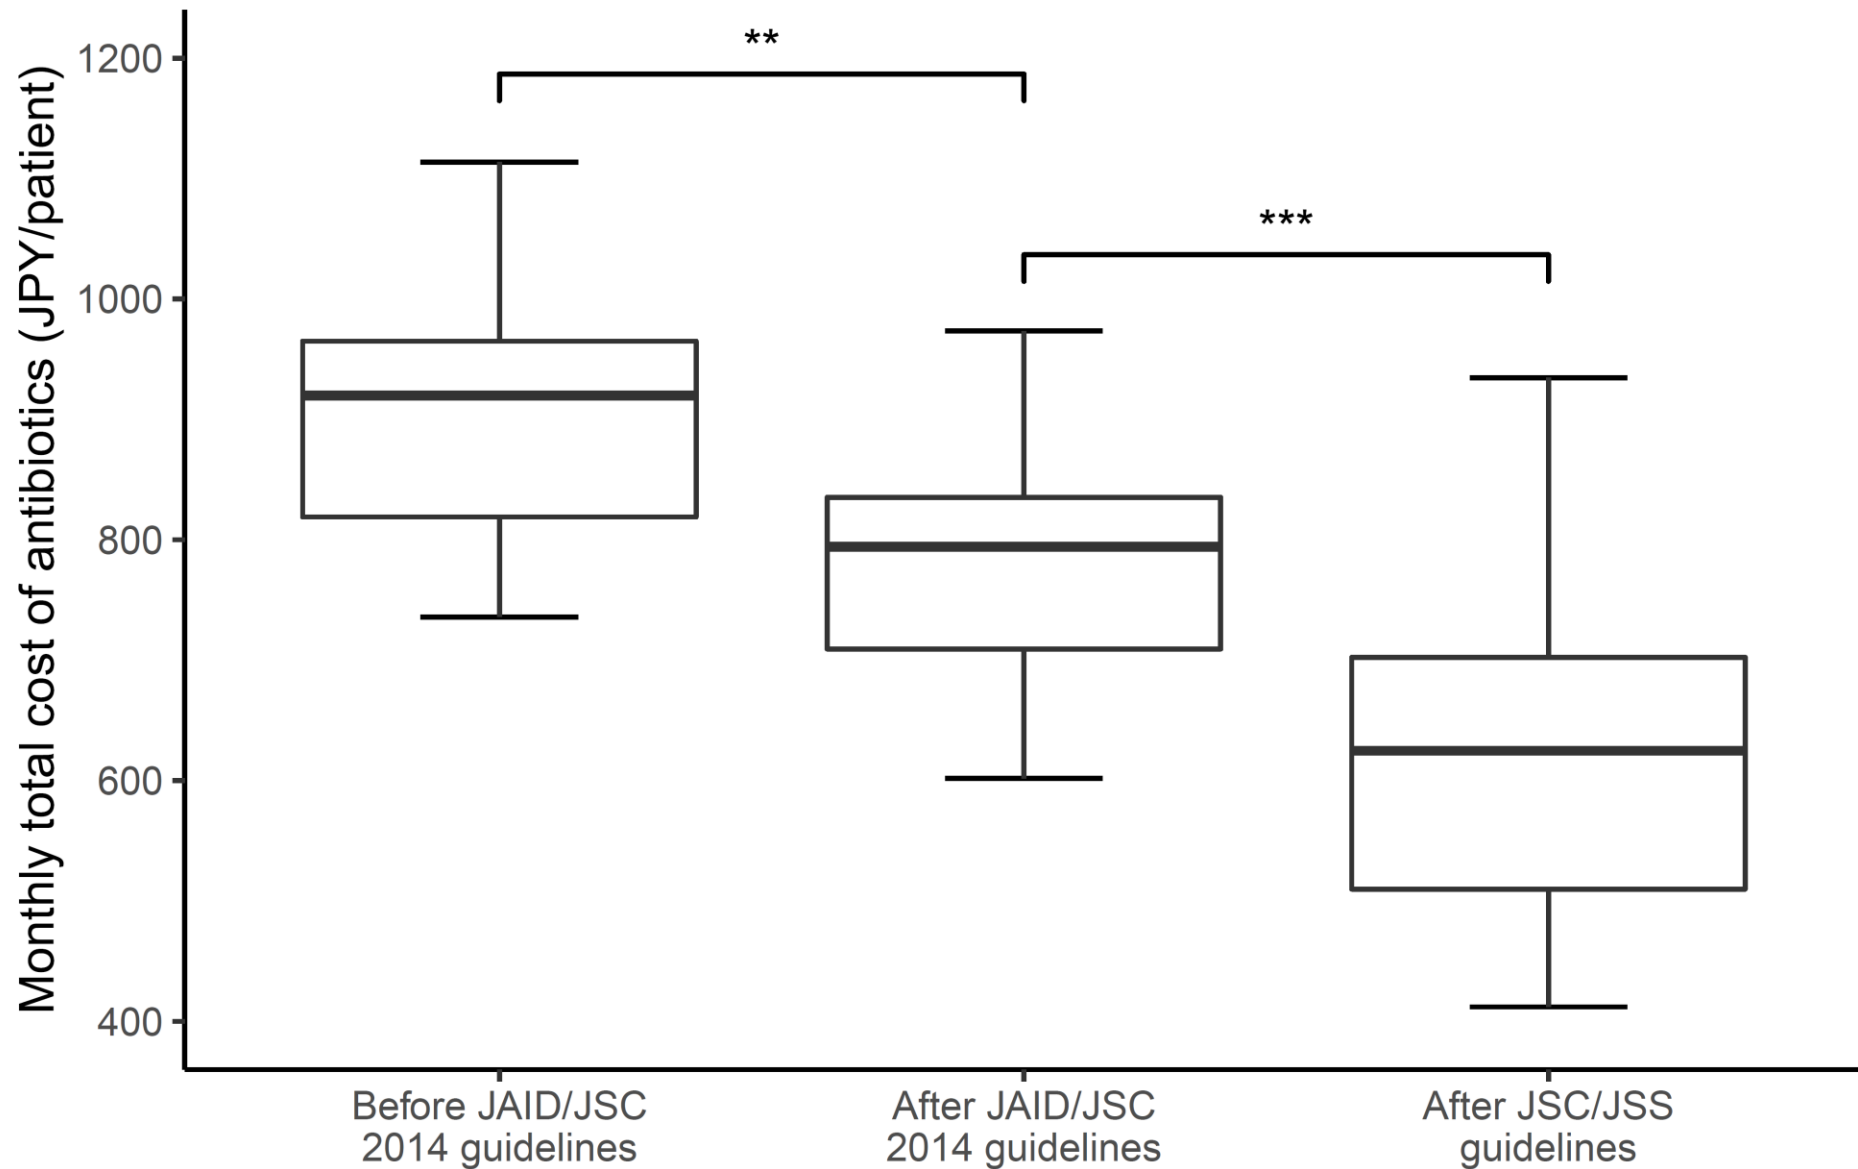 Monthly total cost of antibiotics (JPY/patient)
1200
1000
800
600
400
**
***
Before JAID/JSC
2014 guidelines
After JAID/JSC
2014 guidelines
After JSC/JSS
guidelines